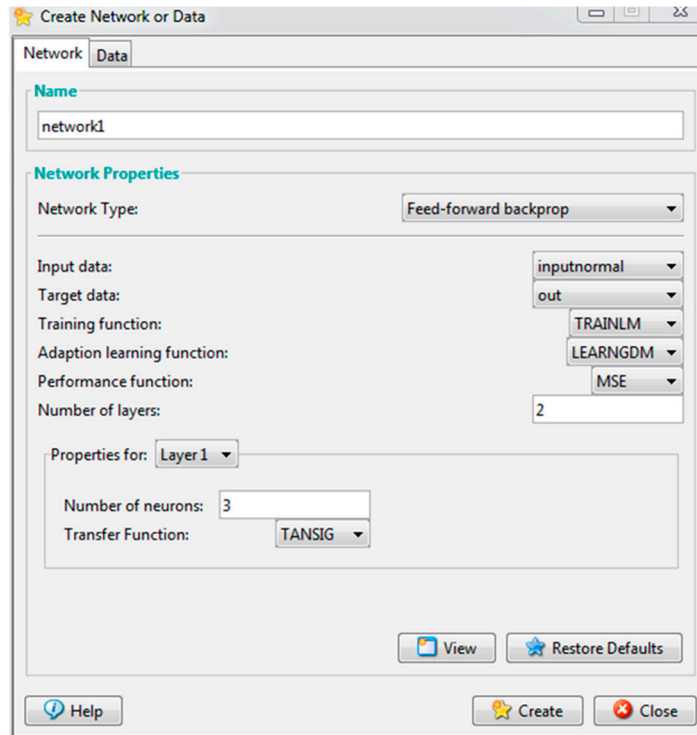 Create Network or Data
Network Data
Name
network1
Network Properties
Network Type: Feed-forward backprop
Input data: inputnormal
Target data: out
Training function: TRAINLM
Adaption learning function: LEARNGDM
Performance function: MSE
Number of layers: 2
Properties for: Layer 1
Number of neurons: 3
Transfer Function: TANSIG
View Restore Defaults
Help Create Close